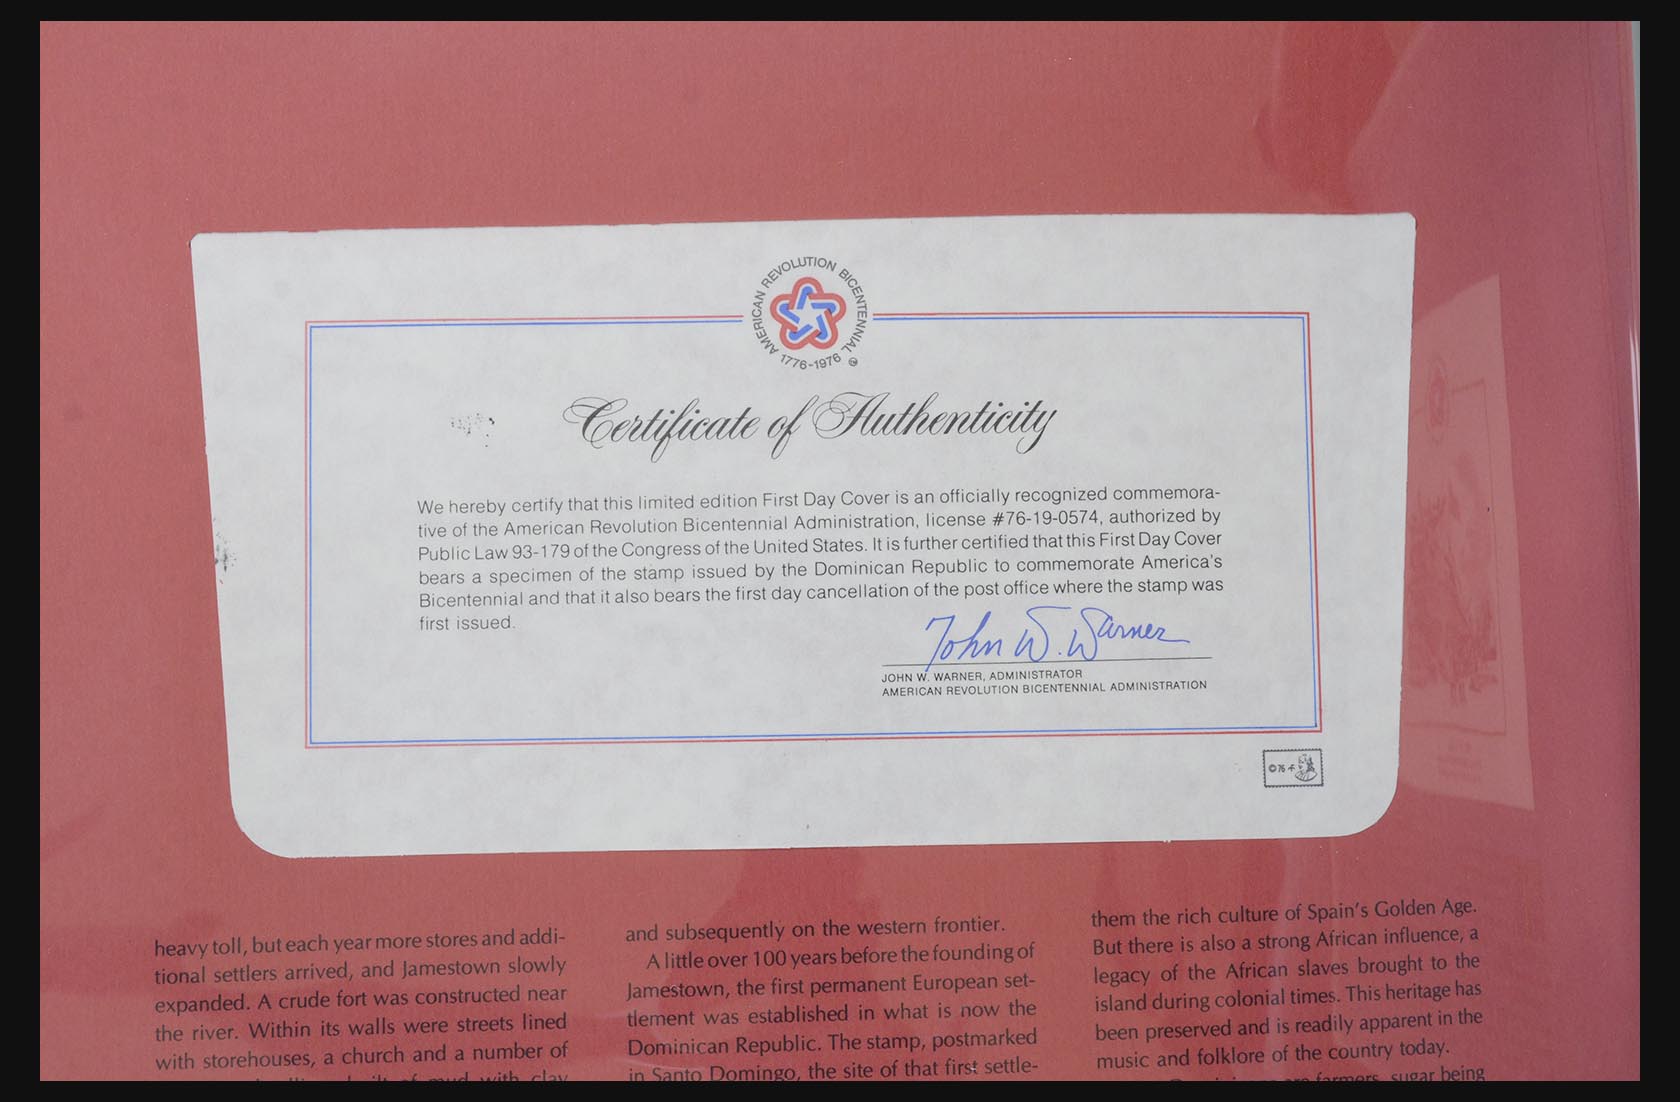 AMERICAN REVOLUTION BICENTENNIAL
1776-1976
Certificate of Authenticity
We hereby certify that this limited edition First Day Cover is an officially recognized commemora-
tive of the American Revolution Bicentennial Administration, license #76-19-0574, authorized by
Public Law 93-179 of the Congress of the United States. It is further certified that this First Day Cover
bears a specimen of the stamp issued by the Dominican Republic to commemorate America's
Bicentennial and that it also bears the first day cancellation of the post office where the stamp was
first issued.
John W. Warner
JOHN W. WARNER, ADMINISTRATOR
AMERICAN REVOLUTION BICENTENNIAL ADMINISTRATION
©76
heavy toll, but each year more stores and addi-
tional settlers arrived, and Jamestown slowly
expanded. A crude fort was constructed near
the river. Within its walls were streets lined
with storehouses, a church and a number of
of mud with clay
and subsequently on the western frontier.
A little over 100 years before the founding of
Jamestown, the first permanent European set-
tlement was established in what is now the
Dominican Republic. The stamp, postmarked
in Santo Domingo, the site of that first settle-
them the rich culture of Spain's Golden Age.
But there is also a strong African influence, a
legacy of the African slaves brought to the
island during colonial times. This heritage has
been preserved and is readily apparent in the
music and folklore of the country today.
farmers, sugar being